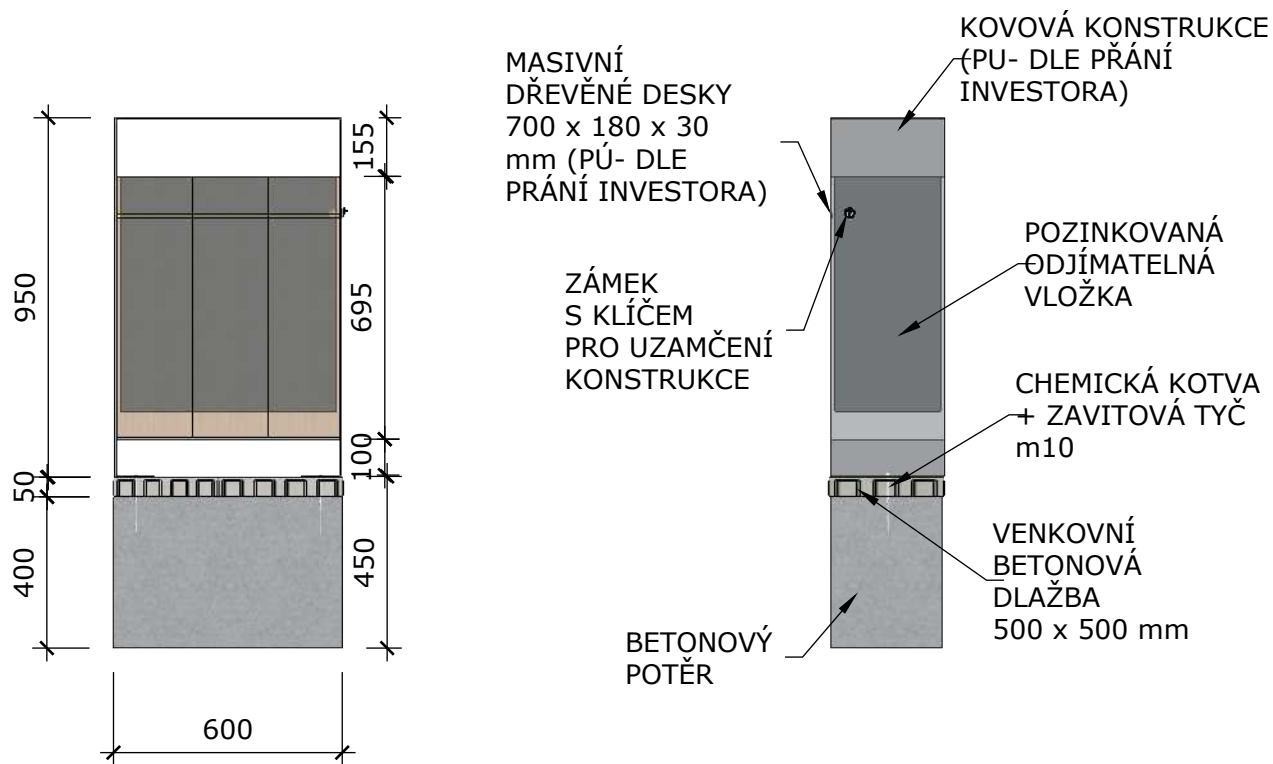 KOVOVÁ KONSTRUKCE
(PU- DLE PŘÁNÍ
INVESTORA)
MASIVNÍ
DŘEVĚNÉ DESKY
700 x 180 x 30
mm (PÚ- DLE
PRÁNÍ INVESTORA)
155
950
695
POZINKOVANÁ
ODJÍMATELNÁ
VLOŽKA
ZÁMEK
S KLÍČEM
PRO UZAMČENÍ
KONSTRUKCE
CHEMICKÁ KOTVA
+ ZAVITOVÁ TYČ
m10
100
50
400
450
VENKOVNÍ
BETONOVÁ
DLAŽBA
500 x 500 mm
BETONOVÝ
POTĚR
600